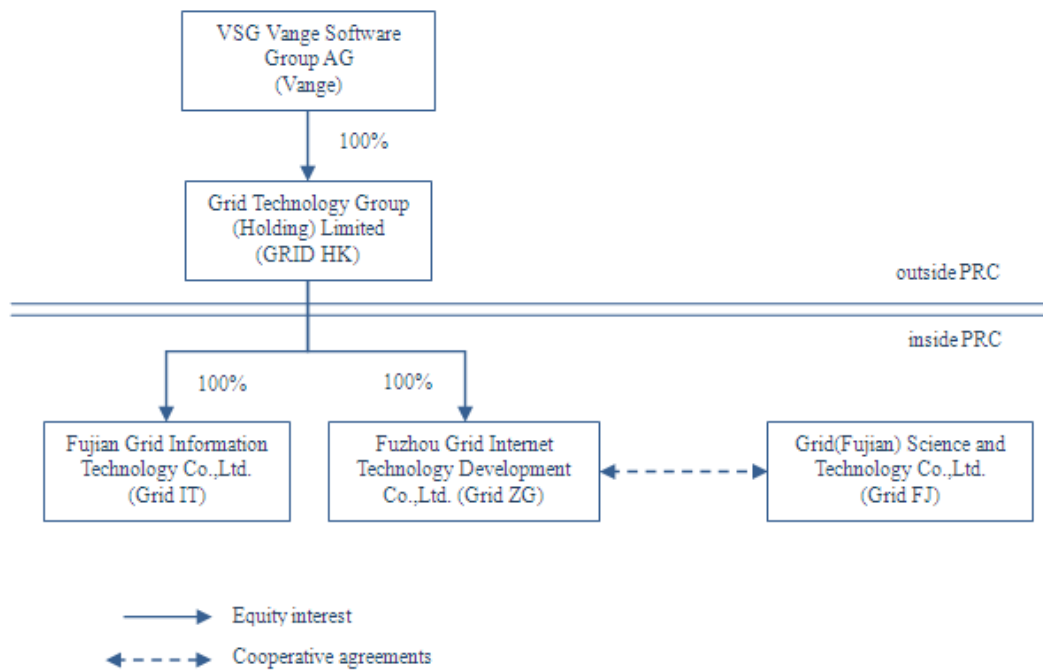 VSG Vange Software
Group AG
(Vange)
100%
Grid Technology Group
(Holding) Limited
(GRID HK)
outside PRC
inside PRC
100%
100%
Fujian Grid Information
Technology Co.,Ltd.
(Grid IT)
Fuzhou Grid Internet
Technology Development
Co.,Ltd. (Grid ZG)
Grid(Fujian) Science and
Technology Co.,Ltd.
(Grid FJ)
Equity interest
Cooperative agreements